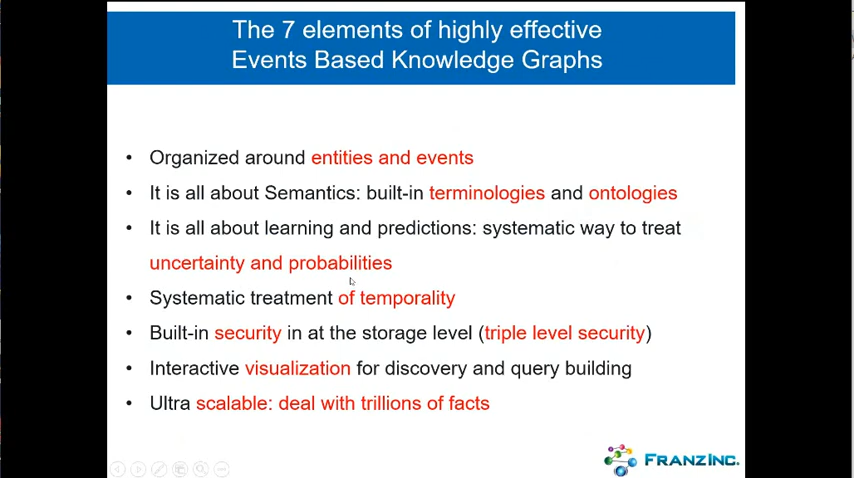 The 7 elements of highly effective
Events Based Knowledge Graphs
• Organized around entities and events
• It is all about Semantics: built-in terminologies and ontologies
• It is all about learning and predictions: systematic way to treat
uncertainty and probabilities
• Systematic treatment of temporality
• Built-in security in at the storage level (triple level security)
• Interactive visualization for discovery and query building
• Ultra scalable: deal with trillions of facts
FRANZ INC.